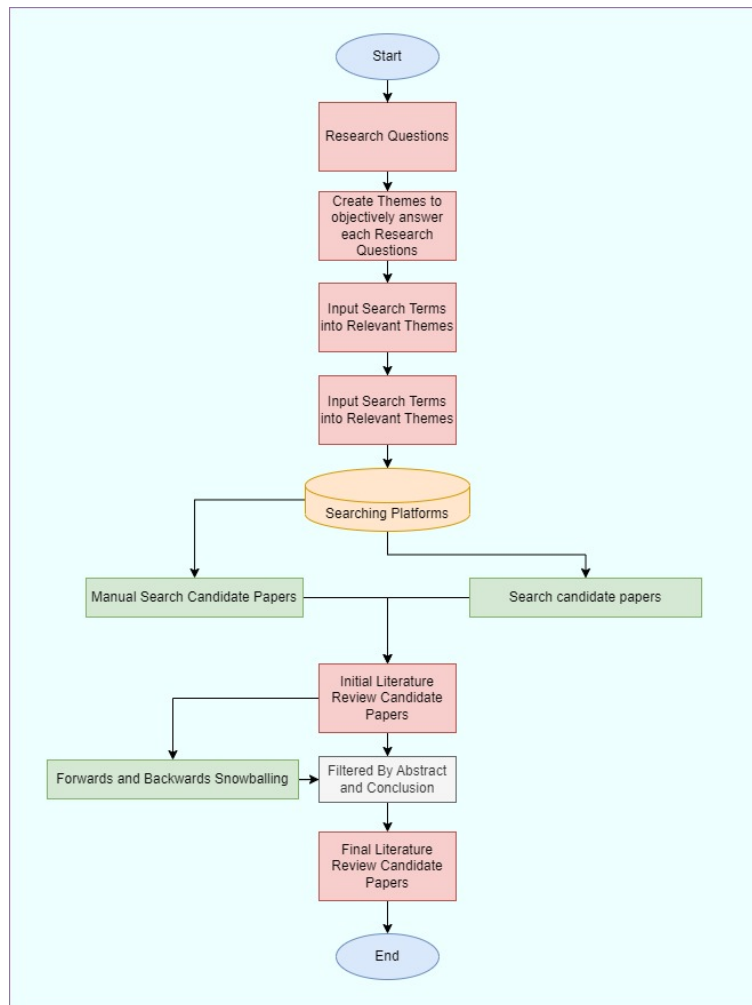 Start
Research Questions
Create Themes to
objectively answer
each Research
Questions
Input Search Terms
into Relevant Themes
Input Search Terms
into Relevant Themes
Searching Platforms
Manual Search Candidate Papers
Search candidate papers
Initial Literature
Review Candidate
Papers
Forwards and Backwards Snowballing
Filtered By Abstract
and Conclusion
Final Literature
Review Candidate
Papers
End